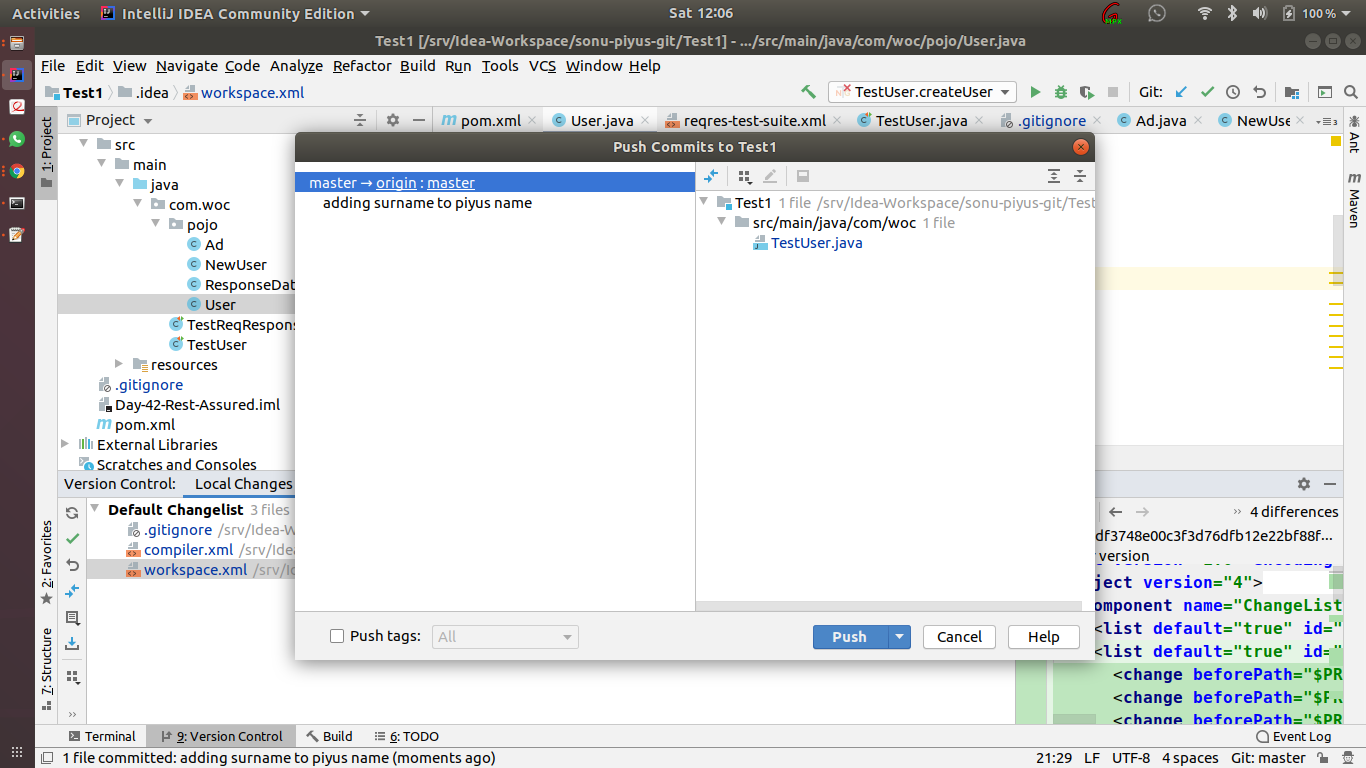 Activities IntelliJ IDEA Community Edition Sat 12:06 MPX 100 %
Test1 [/srv/Idea-Workspace/sonu-piyus-git/Test1] - .../src/main/java/com/woc/pojo/User.java
File Edit View Navigate Code Analyze Refactor Build Run Tools VCS Window Help
Test1 .idea workspace.xml TestUser.createUser Git:
1: Project Project pom.xml User.java reqres-test-suite.xml TestUser.java .gitignore Ad.java NewUse 3 Ant
Maven
src
main
java
com.woc
pojo
Ad
NewUser
ResponseDat
User
TestReqRespons
TestUser
resources
.gitignore
Day-42-Rest-Assured.iml
pom.xml
External Libraries
Scratches and Consoles
Push Commits to Test1
master → origin : master
adding surname to piyus name
Test1 1 file /srv/Idea-Workspace/sonu-piyus-git/Test
src/main/java/com/woc 1 file
TestUser.java
Push tags: All Push Cancel Help
Version Control: Local Changes
2: Favorites
7: Structure
Default Changelist 3 files
.gitignore /srv/Idea-W
compiler.xml /srv/Ide
workspace.xml /srv/I
4 differences
df3748e00c3f3d76dfb12e22bf88f...
version
ject version="4">
omponent name="ChangeList
<list default="true" id="
<list default="true" id="
<change beforePath="$PR
<change beforePath="$PR
<change beforePath="$PR
Terminal 9: Version Control Build 6: TODO Event Log
1 file committed: adding surname to piyus name (moments ago) 21:29 LF UTF-8 4 spaces Git: master